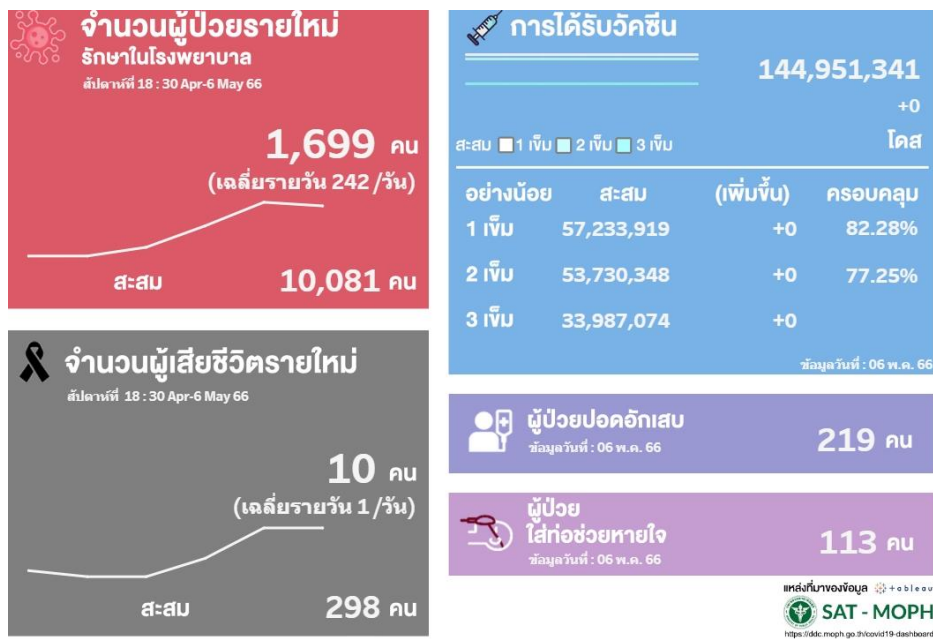 จำนวนผู้ป่วยรายใหม่
รักษาในโรงพยาบาล
สัปดาห์ที่ 18 : 30 Apr-6 May 66
1,699 คน
(เฉลี่ยรายวัน 242 /วัน)
สะสม 10,081 คน
จำนวนผู้เสียชีวิตรายใหม่
สัปดาห์ที่ 18 : 30 Apr-6 May 66
10 คน
(เฉลี่ยรายวัน 1 /วัน)
สะสม 298 คน
การได้รับวัคซีน
144,951,341
+0
สะสม 1 เข็ม 2 เข็ม 3 เข็ม โดส
อย่างน้อย สะสม (เพิ่มขึ้น) ครอบคลุม
1 เข็ม 57,233,919 +0 82.28%
2 เข็ม 53,730,348 +0 77.25%
3 เข็ม 33,987,074 +0
ข้อมูลวันที่ : 06 พ.ค. 66
ผู้ป่วยปอดอักเสบ
ข้อมูลวันที่ : 06 พ.ค. 66
219 คน
ผู้ป่วย
ใส่ท่อช่วยหายใจ
ข้อมูลวันที่ : 06 พ.ค. 66
113 คน
แหล่งที่มาของข้อมูล +ableau
SAT - MOPH
https://ddc.moph.go.th/covid19-dashboard